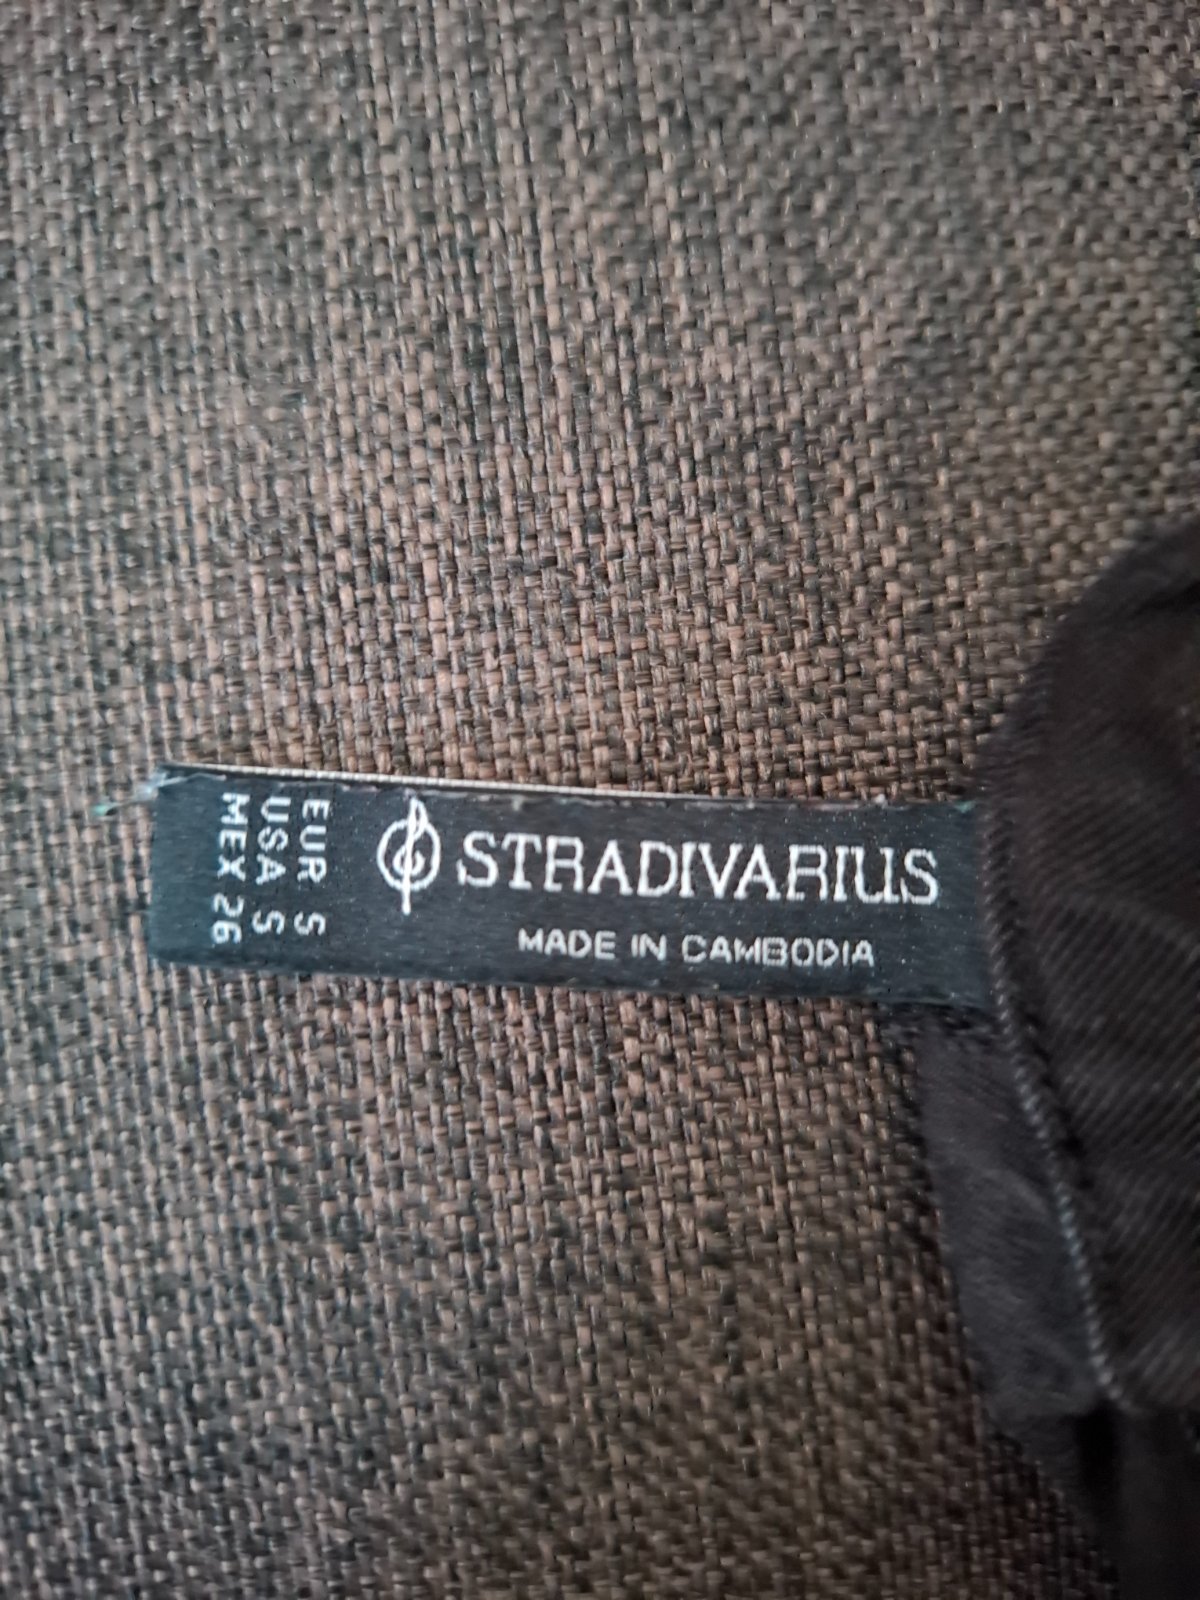 STRADIVARIUS
MADE IN CAMBODIA
EUR S
USA S
MEX 26